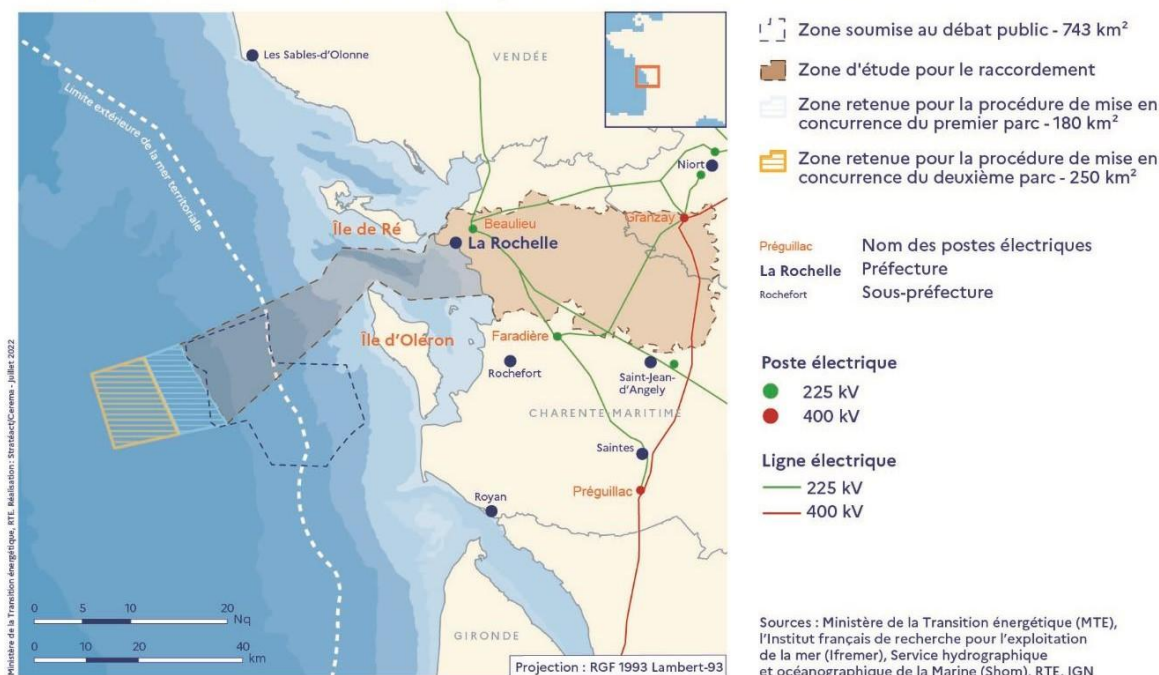 Les Sables-d'Olonne
VENDÉE
Limite extérieure de la mer territoriale
Niort
Île de Ré
Beaulieu
Granzay
La Rochelle
Île d'Oléron
Faradière
Rochefort
Saint-Jean-
d'Angely
CHARENTE-MARITIME
Saintes
Préguillac
Royan
GIRONDE
0 5 10 20
Nq
0 10 20 40
km
Projection : RGF 1993 Lambert-93
Ministère de la Transition énergétique, RTE. Réalisation : Stratéact/Cerema - juillet 2022
Zone soumise au débat public - 743 km²
Zone d'étude pour le raccordement
Zone retenue pour la procédure de mise en
concurrence du premier parc - 180 km²
Zone retenue pour la procédure de mise en
concurrence du deuxième parc - 250 km²
Préguillac Nom des postes électriques
La Rochelle Préfecture
Rochefort Sous-préfecture
Poste électrique
225 kV
400 kV
Ligne électrique
225 kV
400 kV
Sources : Ministère de la Transition énergétique (MTE),
l'Institut français de recherche pour l'exploitation
de la mer (Ifremer), Service hydrographique
et océanographique de la Marine (Shom), RTE, IGN